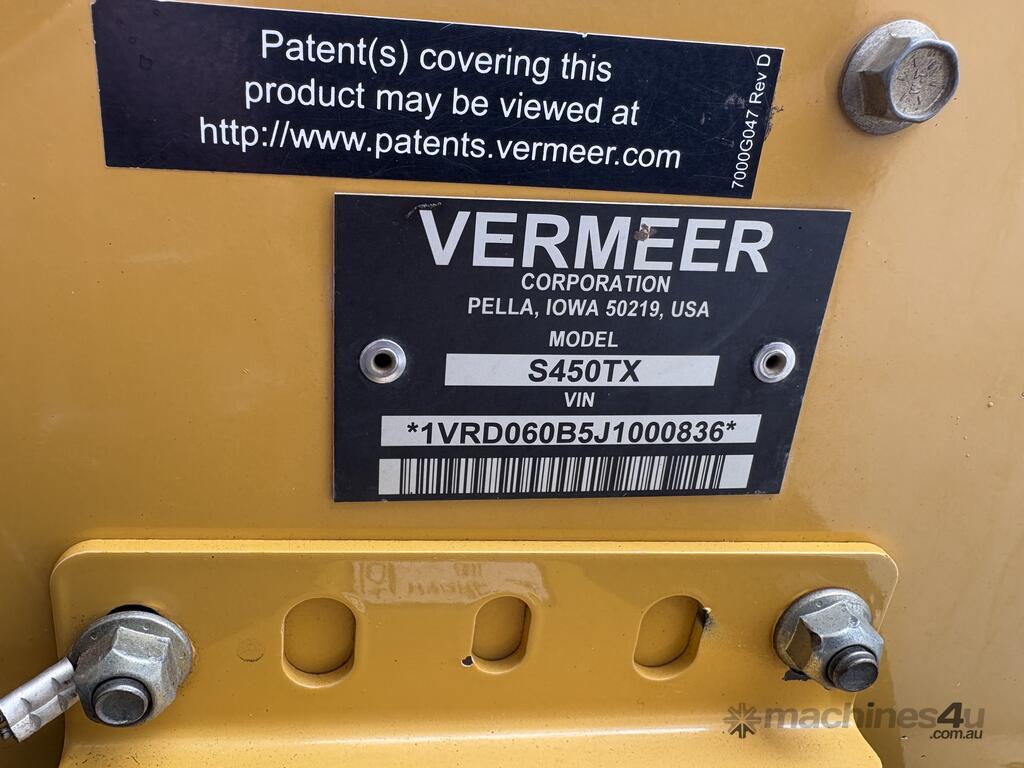 Patent(s) covering this
product may be viewed at
http://www.patents.vermeer.com
7000G047 Rev D
VERMEER
CORPORATION
PELLA, IOWA 50219, USA
MODEL
S450TX
VIN
*1VRD060B5J1000836*
machines4u
.com.au